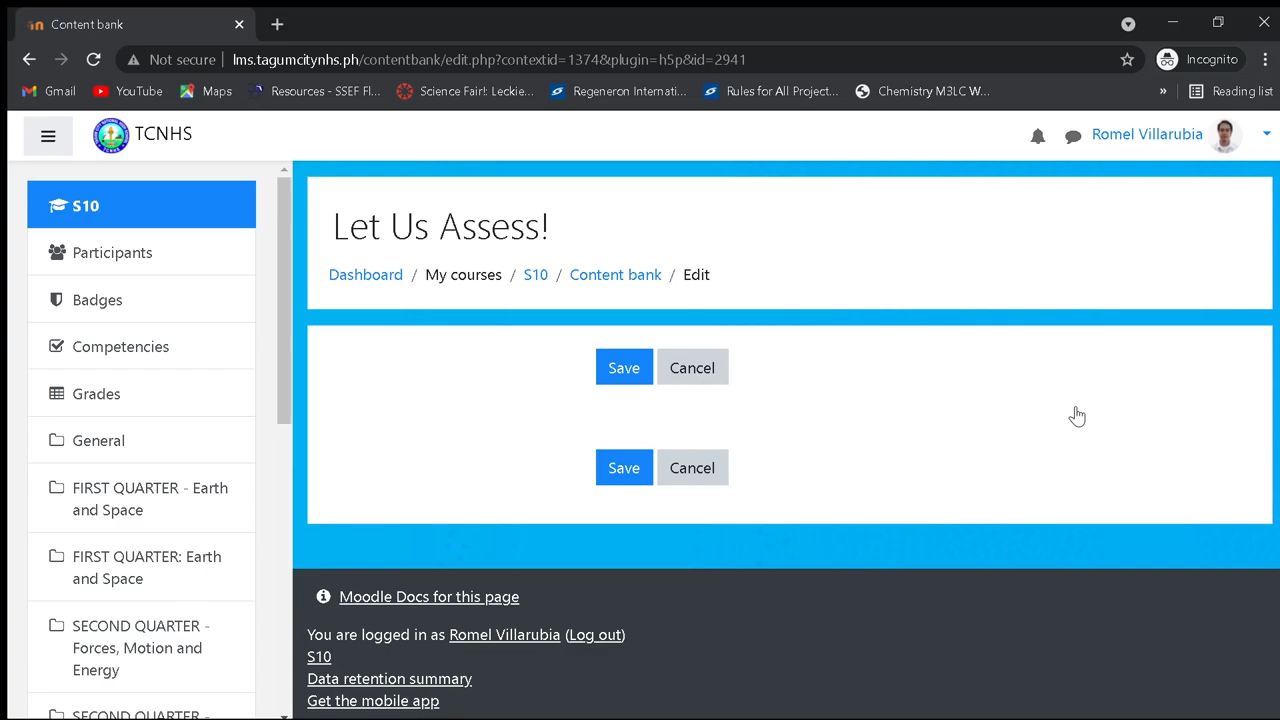 Content bank
Not secure
lms.tagumcitynhs.ph/contentbank/edit.php?contextid=1374&plugin=h5p&id=2941
Incognito
Gmail
YouTube
Maps
Resources - SSEF Fl...
Science Fair!: Leckie...
Regeneron Internati...
Rules for All Project...
Chemistry M3LC W...
»
Reading list
TCNHS
Romel Villarubia
S10
Participants
Badges
Competencies
Grades
General
FIRST QUARTER - Earth
and Space
FIRST QUARTER: Earth
and Space
SECOND QUARTER -
Forces, Motion and
Energy
SECOND QUARTER -
Let Us Assess!
Dashboard / My courses / S10 / Content bank / Edit
Save Cancel
Save Cancel
Moodle Docs for this page
You are logged in as Romel Villarubia (Log out)
S10
Data retention summary
Get the mobile app